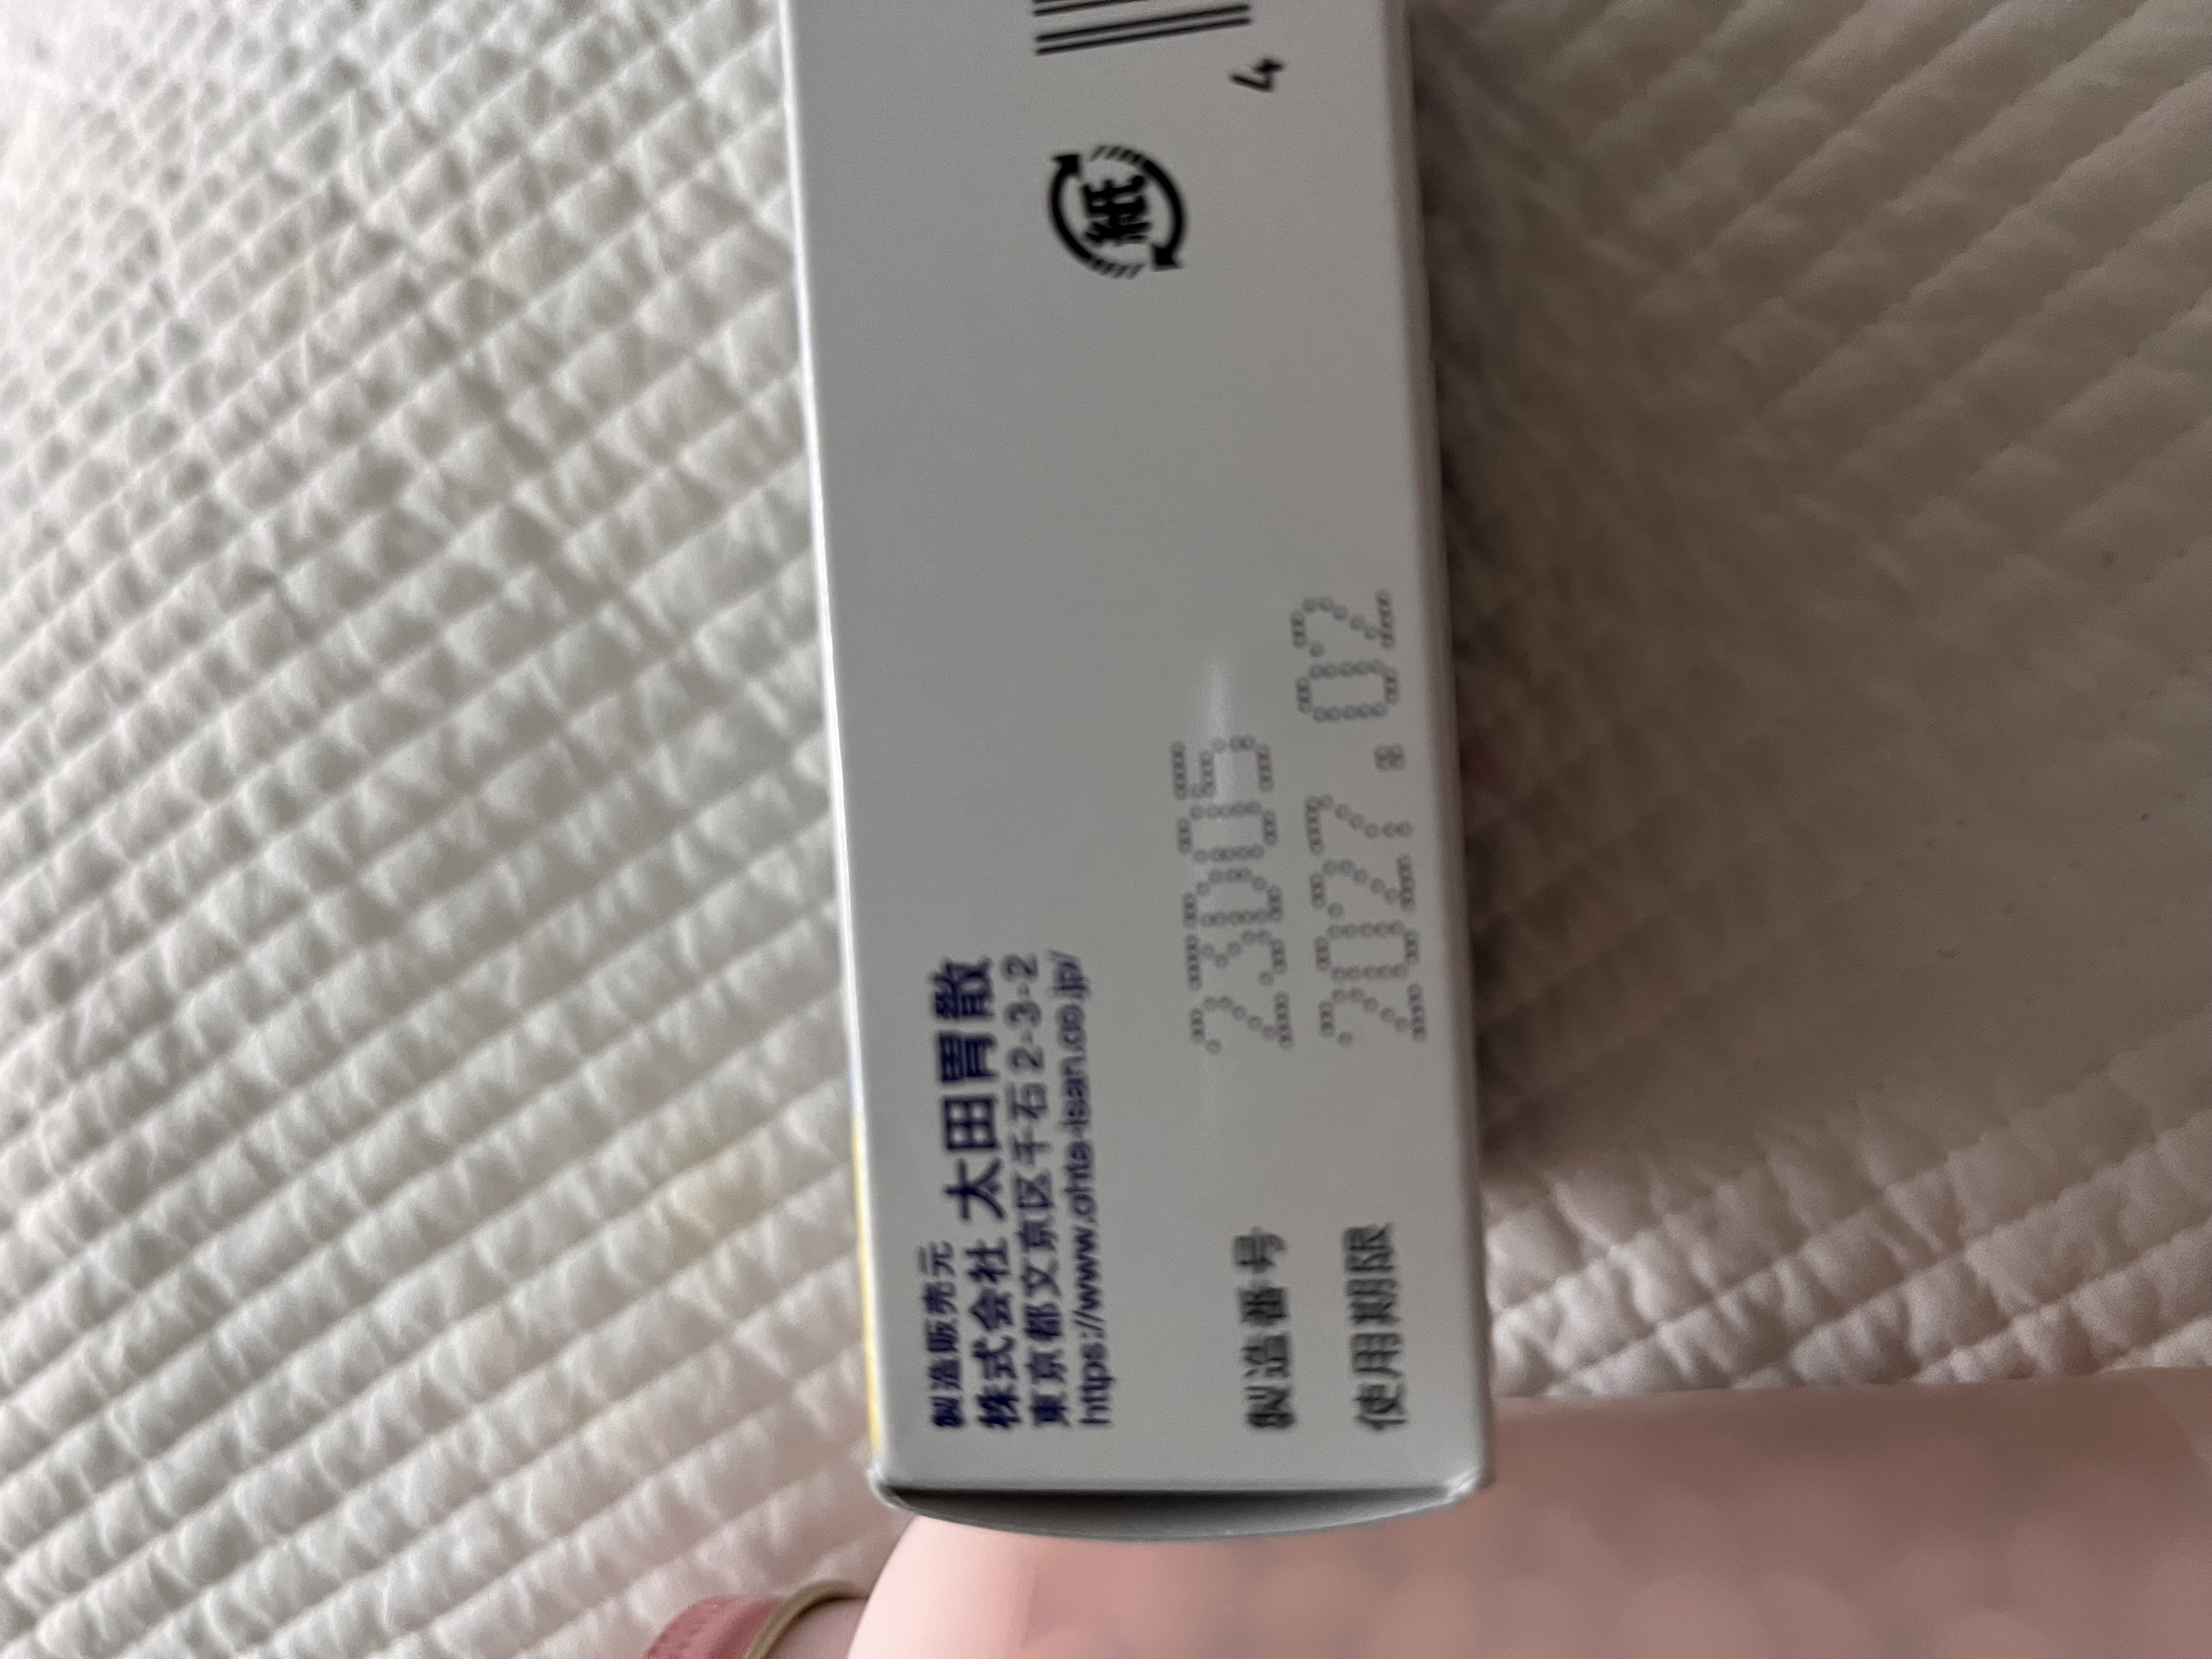 製造販売元
株式会社 太田胃散
東京都文京区千石2-3-2
https://www.ohta-isan.co.jp/
製造番号 23D05
使用期限 2027.02
紙
4